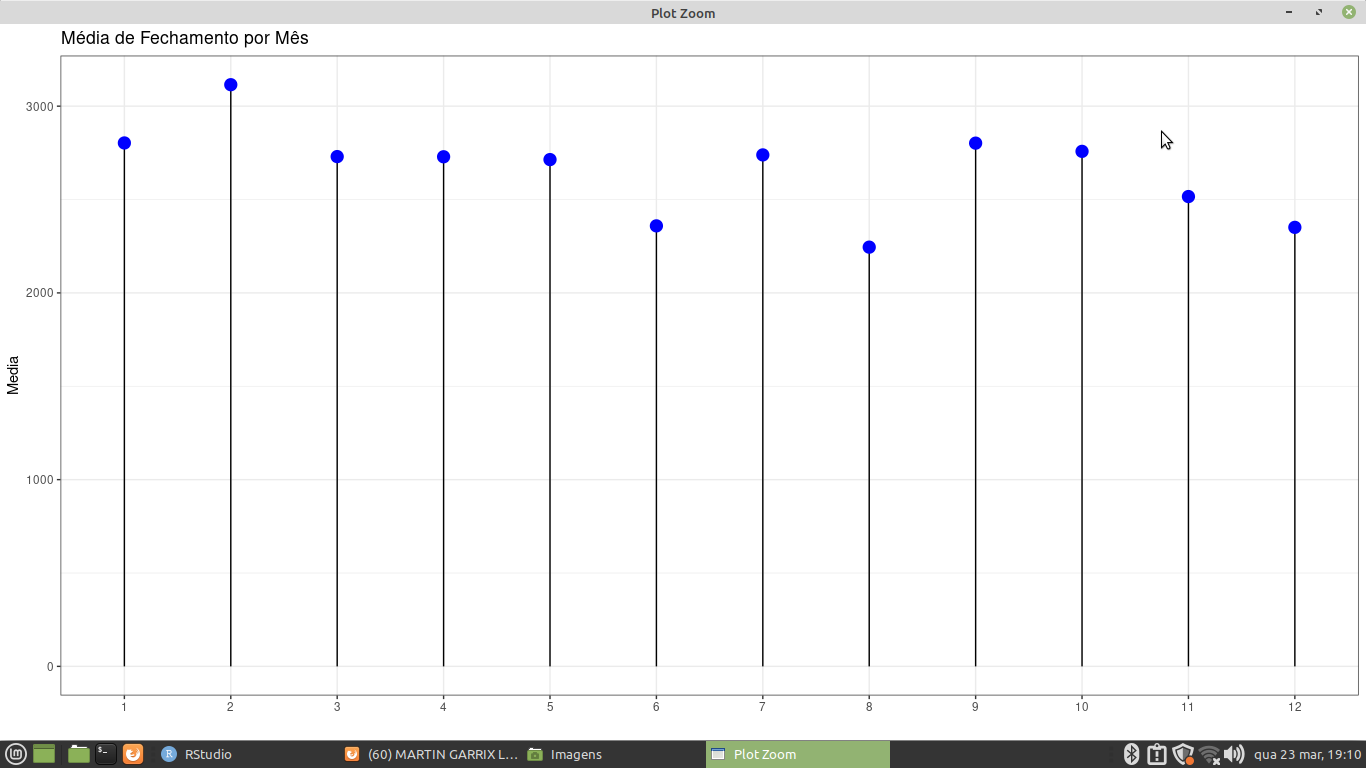 Plot Zoom
Média de Fechamento por Mês
3000
2000
1000
0
Media
1 2 3 4 5 6 7 8 9 10 11 12
RStudio (60) MARTIN GARRIX L... Imagens Plot Zoom qua 23 mar, 19:10